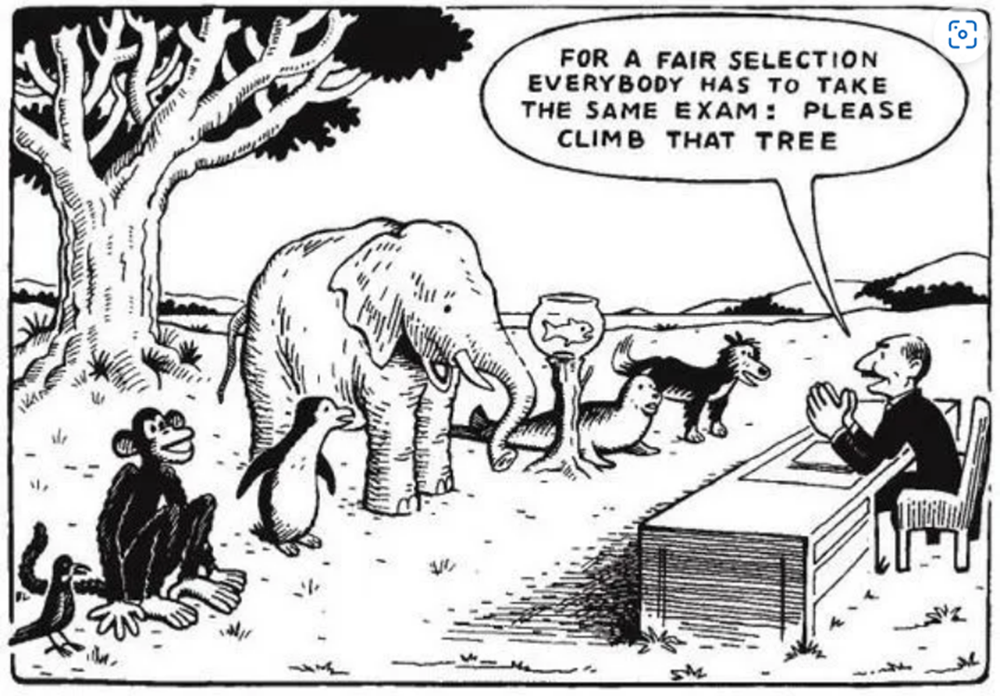 FOR A FAIR SELECTION
EVERYBODY HAS TO TAKE
THE SAME EXAM: PLEASE
CLIMB THAT TREE